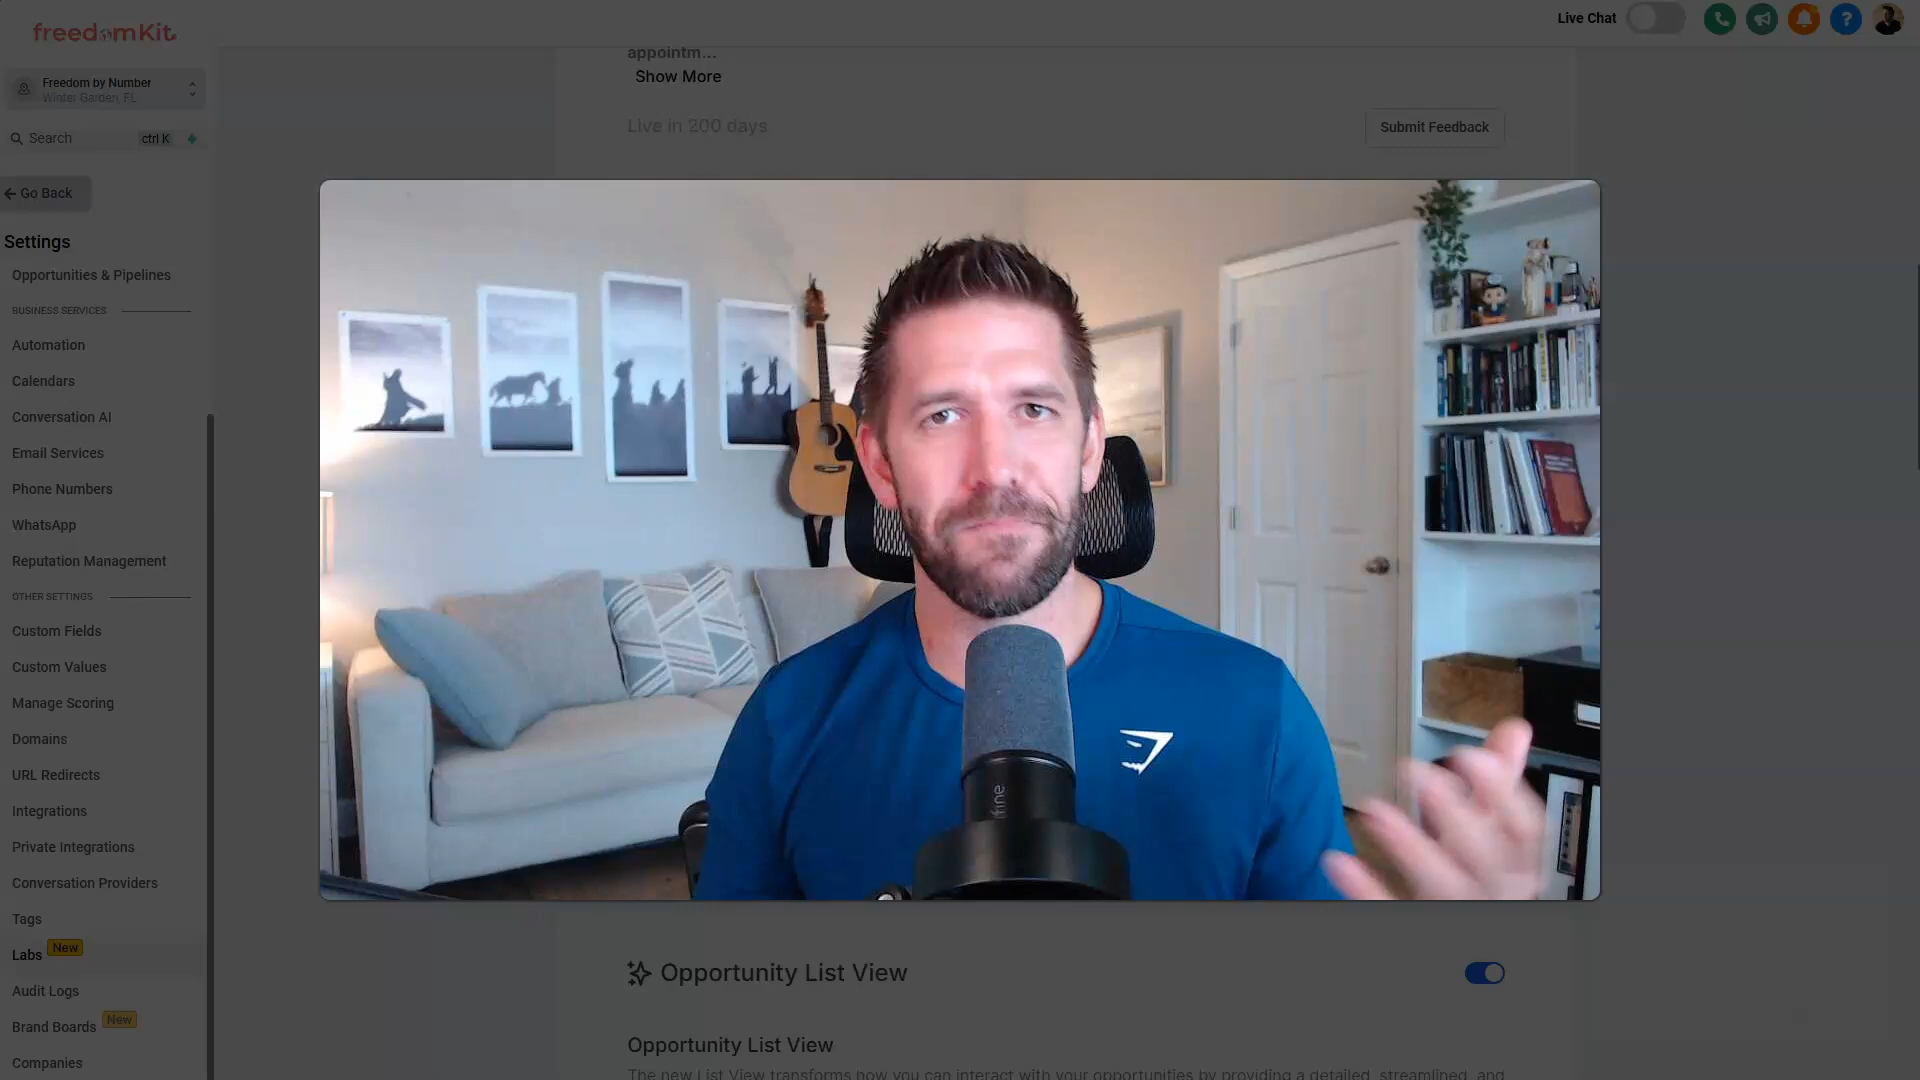 freedomKit
Live Chat
Freedom by Number
Winter Garden, FL
Search
ctrl K
Go Back
Settings
Opportunities & Pipelines
BUSINESS SERVICES
Automation
Calendars
Conversation AI
Email Services
Phone Numbers
WhatsApp
Reputation Management
OTHER SETTINGS
Custom Fields
Custom Values
Manage Scoring
Domains
URL Redirects
Integrations
Private Integrations
Conversation Providers
Tags
Labs New
Audit Logs
Brand Boards New
Companies
appointm...
Show More
Live in 200 days
Submit Feedback
fine
Opportunity List View
Opportunity List View
The new List View transforms how you can interact with your opportunities by providing a detailed, streamlined, and